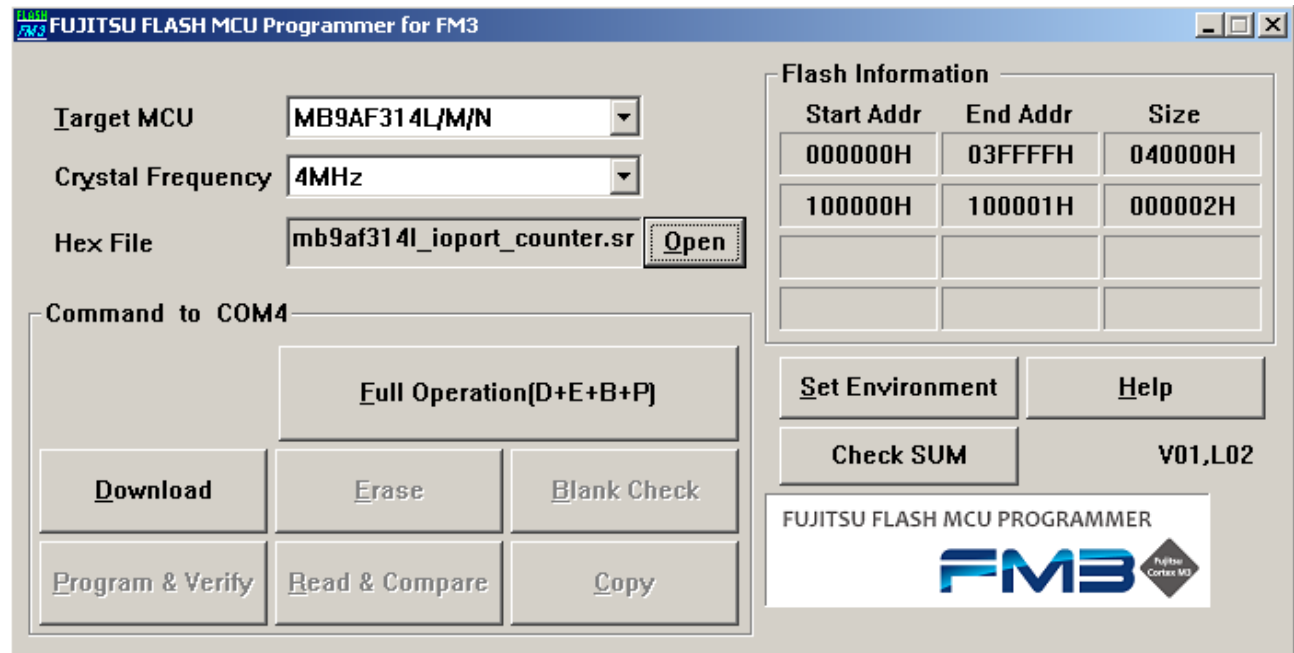 FLASH
FM3
FUJITSU FLASH MCU Programmer for FM3
Target MCU
MB9AF314L/M/N
Crystal Frequency
4MHz
Hex File
mb9af314l_ioport_counter.sr
Open
Command to COM4
Full Operation(D+E+B+P)
Download
Erase
Blank Check
Program & Verify
Read & Compare
Copy
Flash Information
Start Addr End Addr Size
000000H 03FFFFH 040000H
100000H 100001H 000002H
Set Environment
Help
Check SUM
V01,L02
FUJITSU FLASH MCU PROGRAMMER
FM3
Fujitsu
Cortex M3